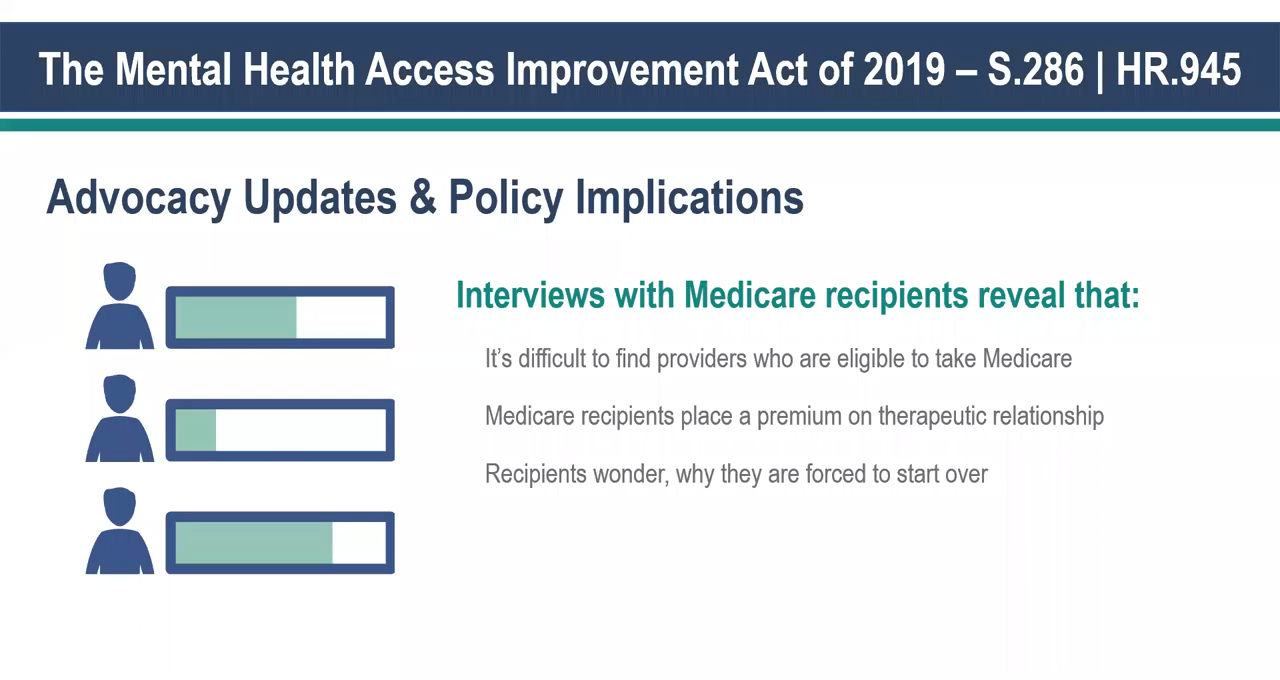 The Mental Health Access Improvement Act of 2019 – S.286 | HR.945
Advocacy Updates & Policy Implications
Interviews with Medicare recipients reveal that:
It’s difficult to find providers who are eligible to take Medicare
Medicare recipients place a premium on therapeutic relationship
Recipients wonder, why they are forced to start over